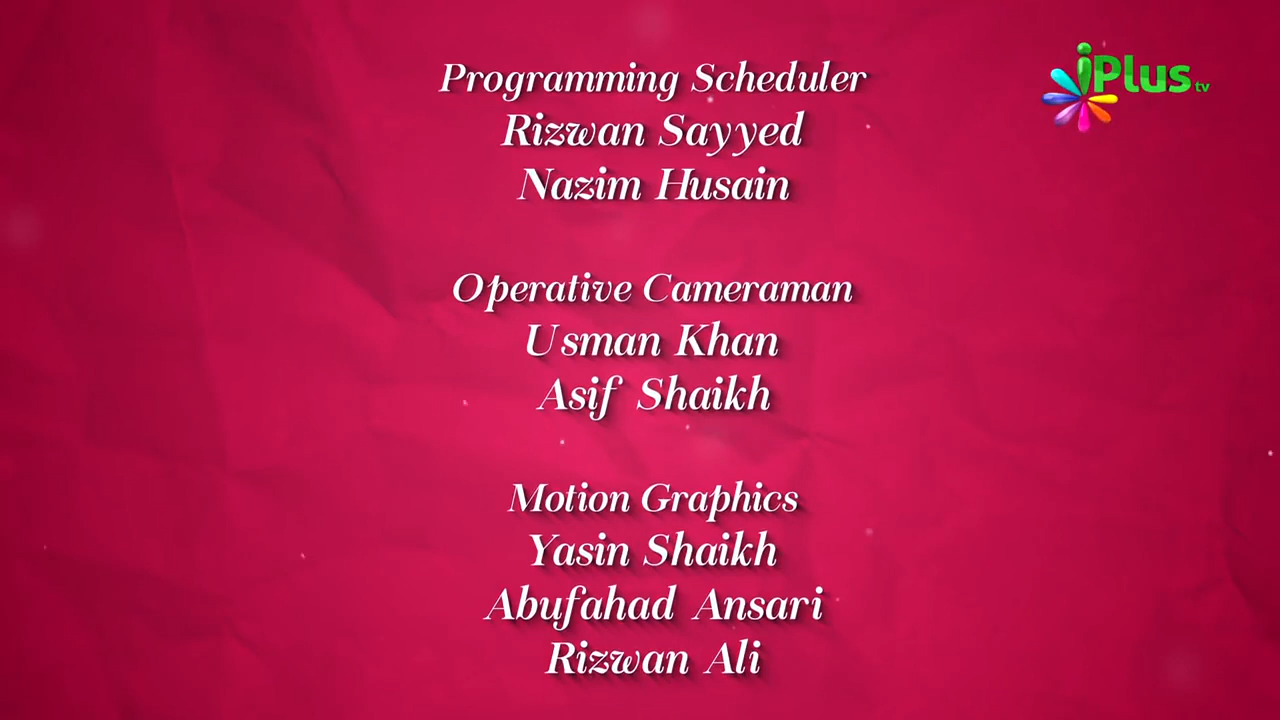 Programming Scheduler
iPlus tv
Rizwan Sayyed
Nazim Husain
Operative Cameraman
Usman Khan
Asif Shaikh
Motion Graphics
Yasin Shaikh
Abufahad Ansari
Rizwan Ali